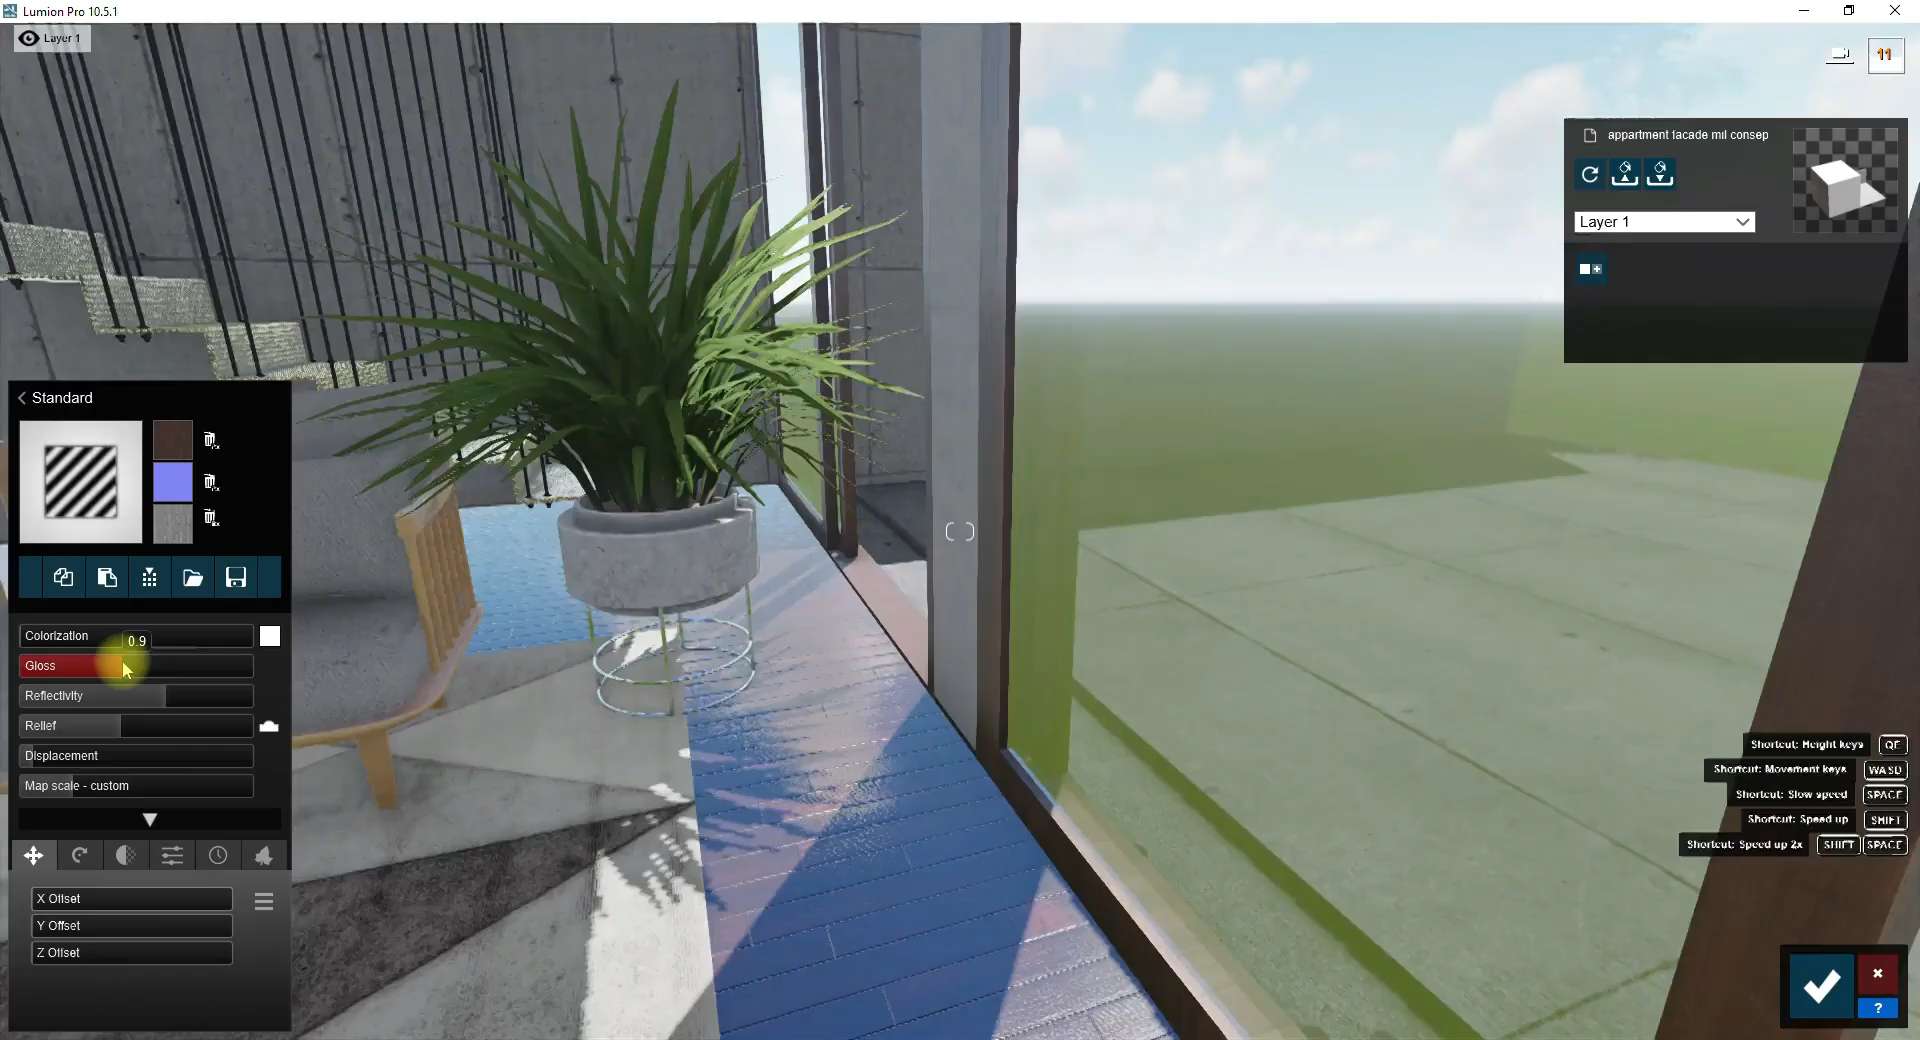 Lumion Pro 10.5.1
Layer 1
11
appartment facade mil consep
Layer 1
Standard
Colorization
0.9
Gloss
Reflectivity
Relief
Displacement
Map scale - custom
X Offset
Y Offset
Z Offset
Shortcut: Height keys QE
Shortcut: Movement keys WASD
Shortcut: Slow speed SPACE
Shortcut: Speed up SHIFT
Shortcut: Speed up 2x SHIFT SPACE
?